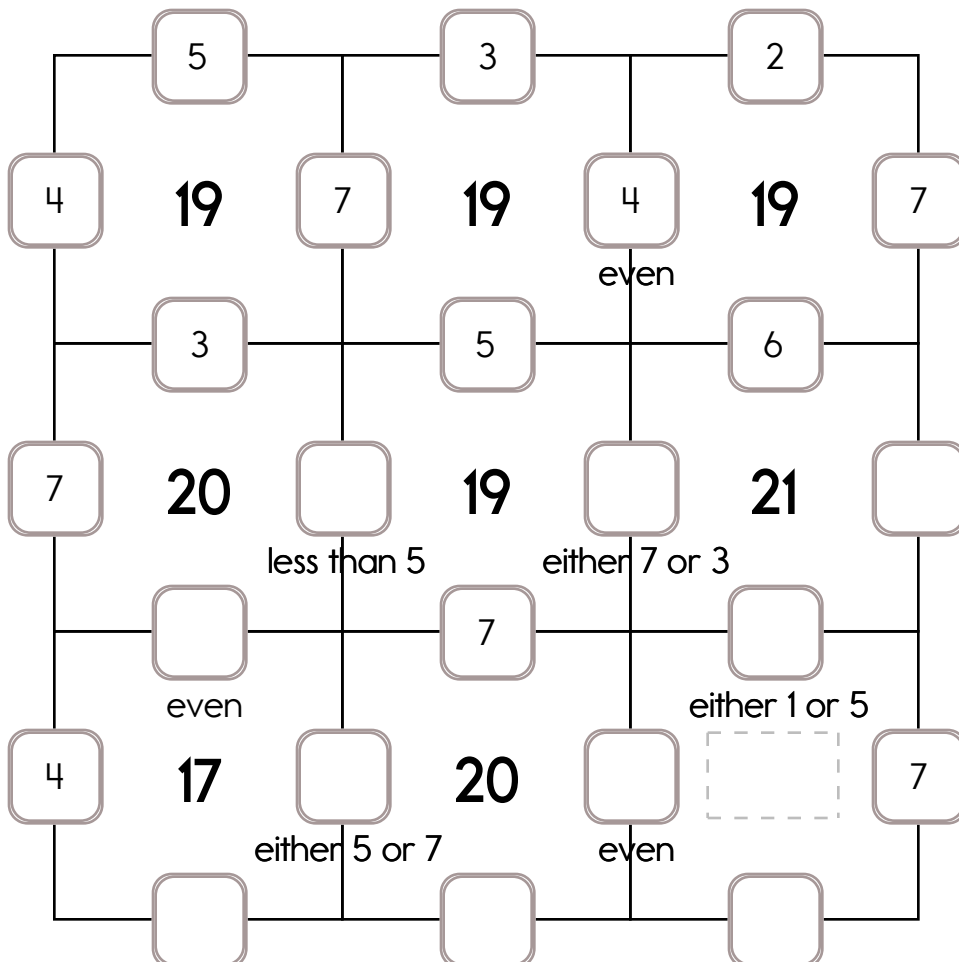 5 3 2
4 19 7 19 4 19 7
even
3 5 6
7 20 19 21
less than 5 either 7 or 3
7
even either 1 or 5
4 17 20 7
either 5 or 7 even